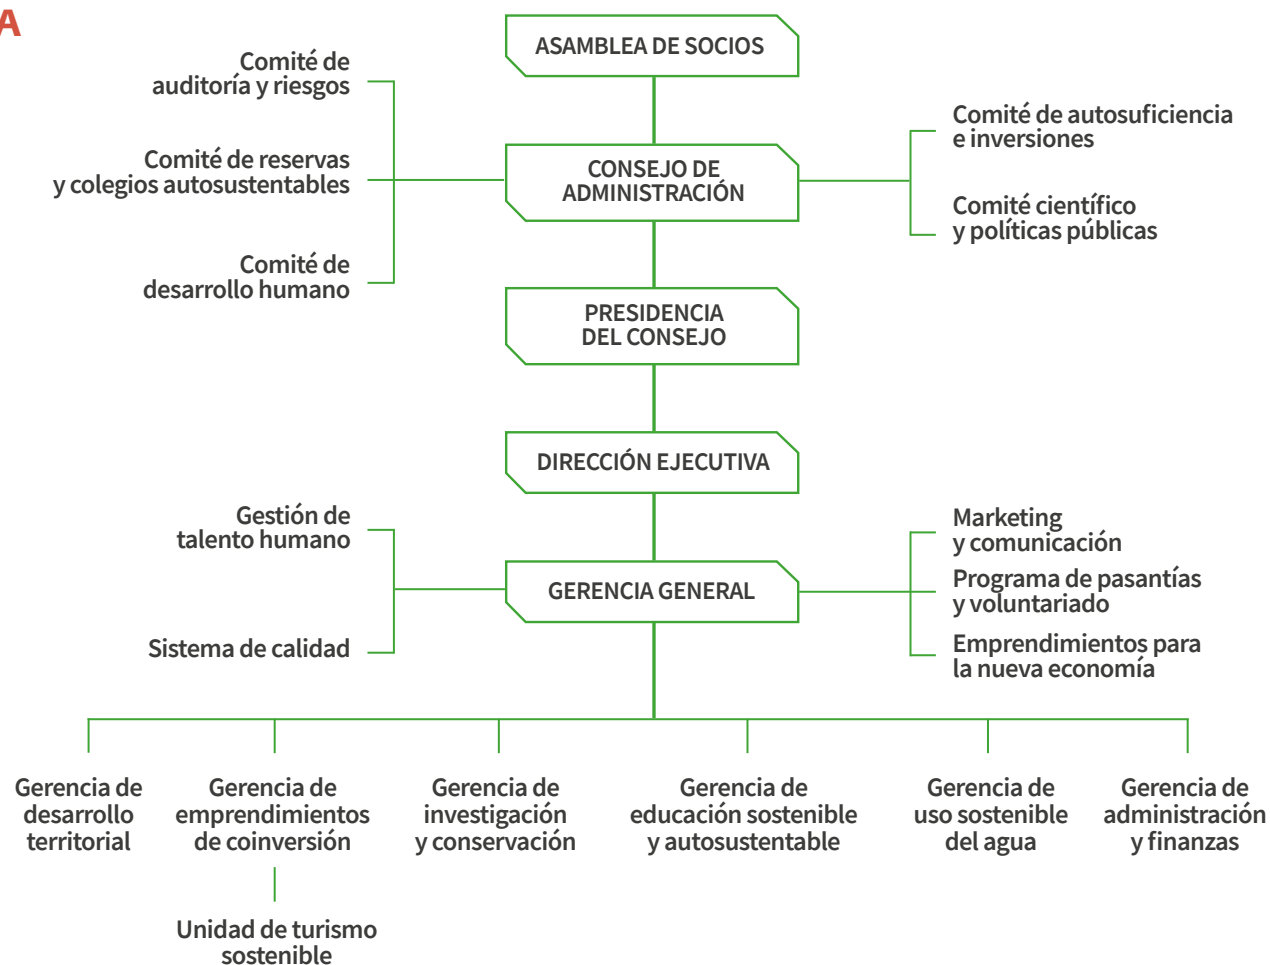 A
ASAMBLEA DE SOCIOS
Comité de
auditoría y riesgos
Comité de reservas
y colegios autosustentables
Comité de
desarrollo humano
CONSEJO DE
ADMINISTRACIÓN
Comité de autosuficiencia
e inversiones
Comité científico
y políticas públicas
PRESIDENCIA
DEL CONSEJO
DIRECCIÓN EJECUTIVA
Gestión de
talento humano
Sistema de calidad
GERENCIA GENERAL
Marketing
y comunicación
Programa de pasantías
y voluntariado
Emprendimientos para
la nueva economía
Gerencia de
desarrollo
territorial
Gerencia de
emprendimientos
de coinversión
Unidad de turismo
sostenible
Gerencia de
investigación
y conservación
Gerencia de
educación sostenible
y autosustentable
Gerencia de
uso sostenible
del agua
Gerencia de
administración
y finanzas